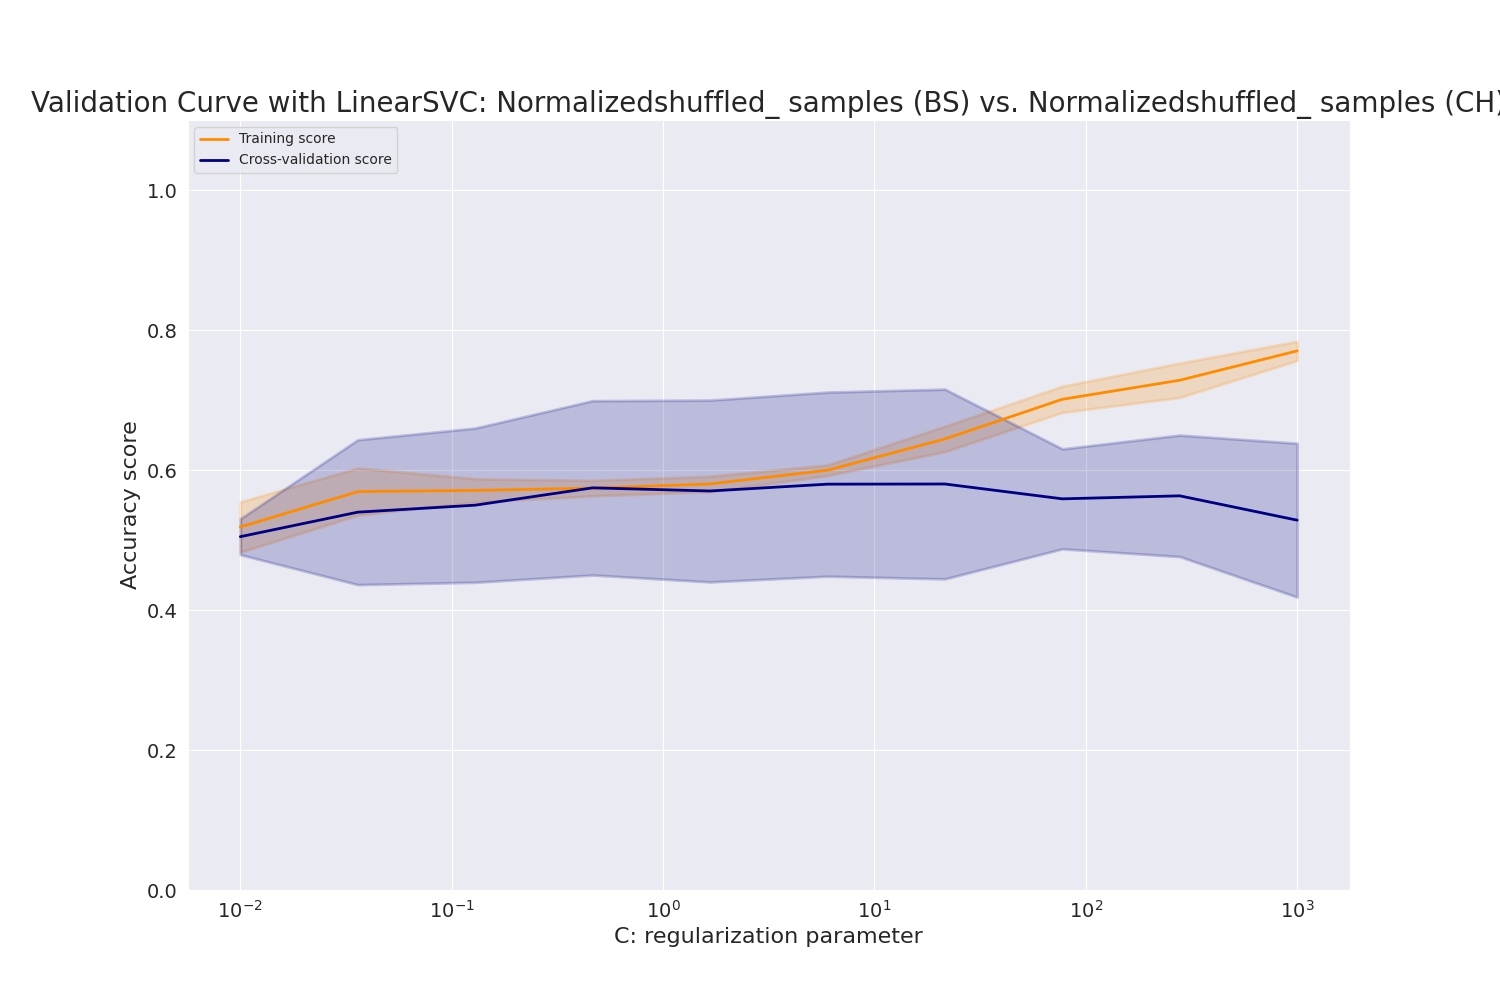 Validation Curve with LinearSVC: Normalizedshuffled_ samples (BS) vs. Normalizedshuffled_ samples (CH)
Training score
Cross-validation score
1.0
0.8
0.6
0.4
0.2
0.0
Accuracy score
10⁻² 10⁻¹ 10⁰ 10¹ 10² 10³
C: regularization parameter